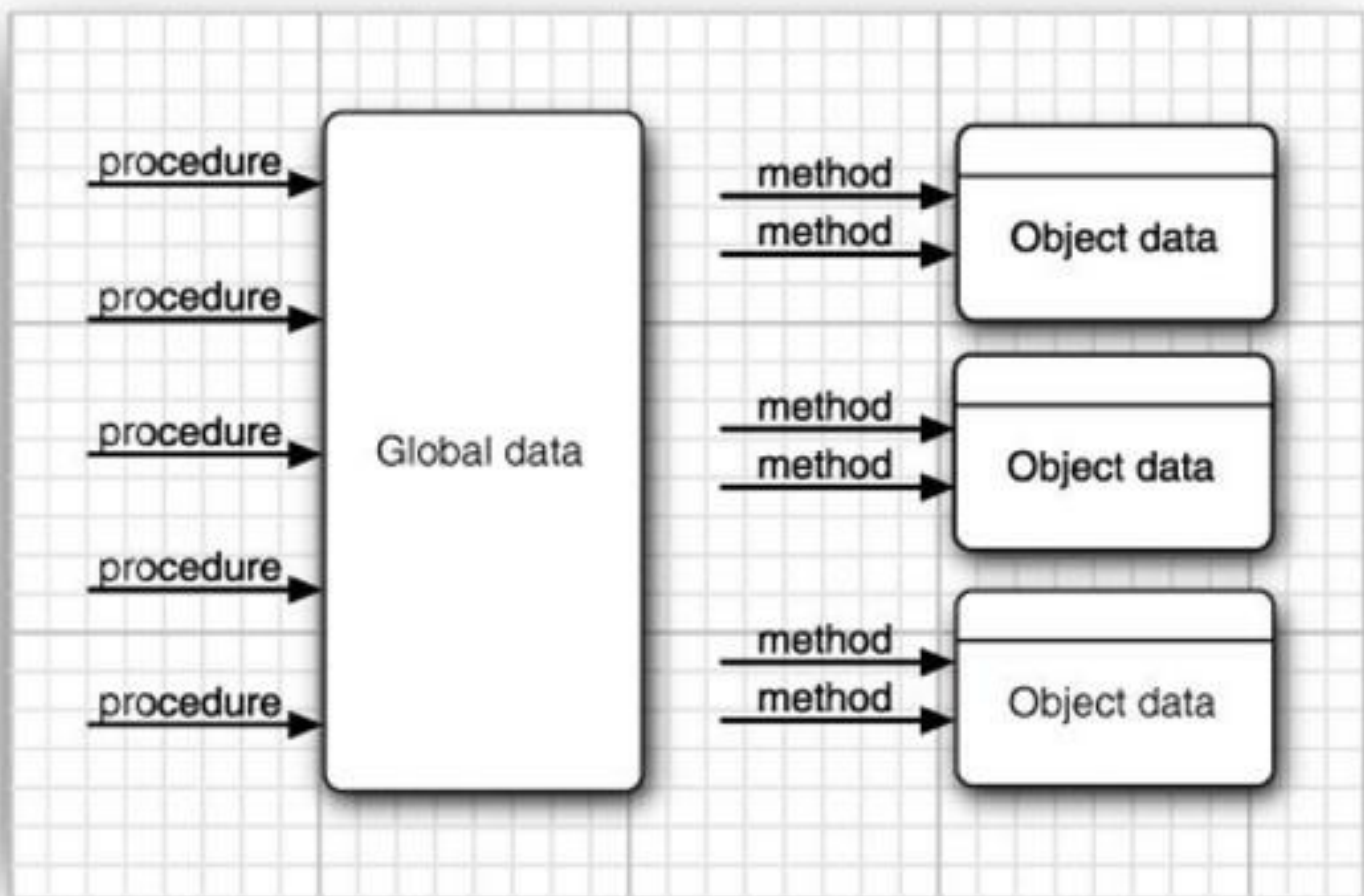 procedure
procedure
procedure
procedure
procedure
Global data
method
method
Object data
method
method
Object data
method
method
Object data